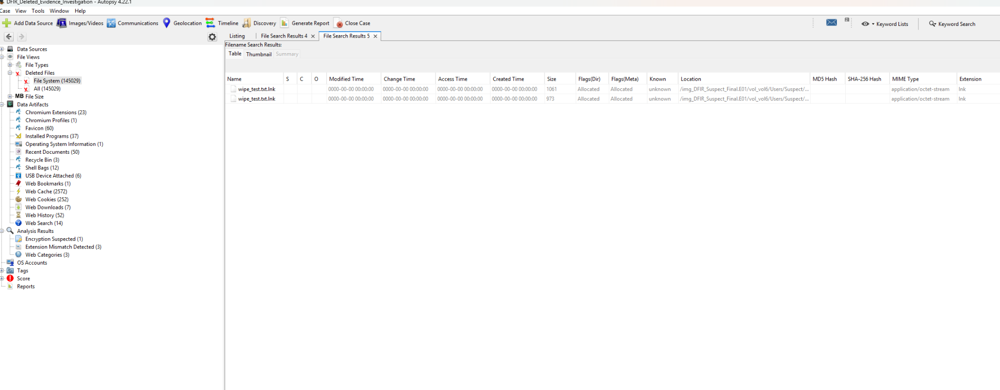 DFIR_Deleted_Evidence_Investigation - Autopsy 4.22.1
Case View Tools Window Help
Add Data Source Images/Videos Communications Geolocation Timeline Discovery Generate Report Close Case Keyword Lists Keyword Search
Listing File Search Results 4 File Search Results 5
Filename Search Results:
Table Thumbnail Summary
Name S C O Modified Time Change Time Access Time Created Time Size Flags(Dir) Flags(Meta) Known Location MD5 Hash SHA-256 Hash MIME Type Extension
wipe_test.txt.lnk 0000-00-00 00:00:00 0000-00-00 00:00:00 0000-00-00 00:00:00 0000-00-00 00:00:00 1061 Allocated Allocated unknown /img_DFIR_Suspect_Final.E01/vol_vol6/Users/Suspect/... application/octet-stream lnk
wipe_test.txt.lnk 0000-00-00 00:00:00 0000-00-00 00:00:00 0000-00-00 00:00:00 0000-00-00 00:00:00 973 Allocated Allocated unknown /img_DFIR_Suspect_Final.E01/vol_vol6/Users/Suspect/... application/octet-stream lnk
Data Sources
File Views
File Types
Deleted Files
File System (145029)
All (145029)
MB File Size
Data Artifacts
Chromium Extensions (23)
Chromium Profiles (1)
Favicon (60)
Installed Programs (37)
Operating System Information (1)
Recent Documents (50)
Recycle Bin (3)
Shell Bags (12)
USB Device Attached (6)
Web Bookmarks (1)
Web Cache (2572)
Web Cookies (252)
Web Downloads (7)
Web History (52)
Web Search (14)
Analysis Results
Encryption Suspected (1)
Extension Mismatch Detected (3)
Web Categories (3)
OS Accounts
Tags
Score
Reports